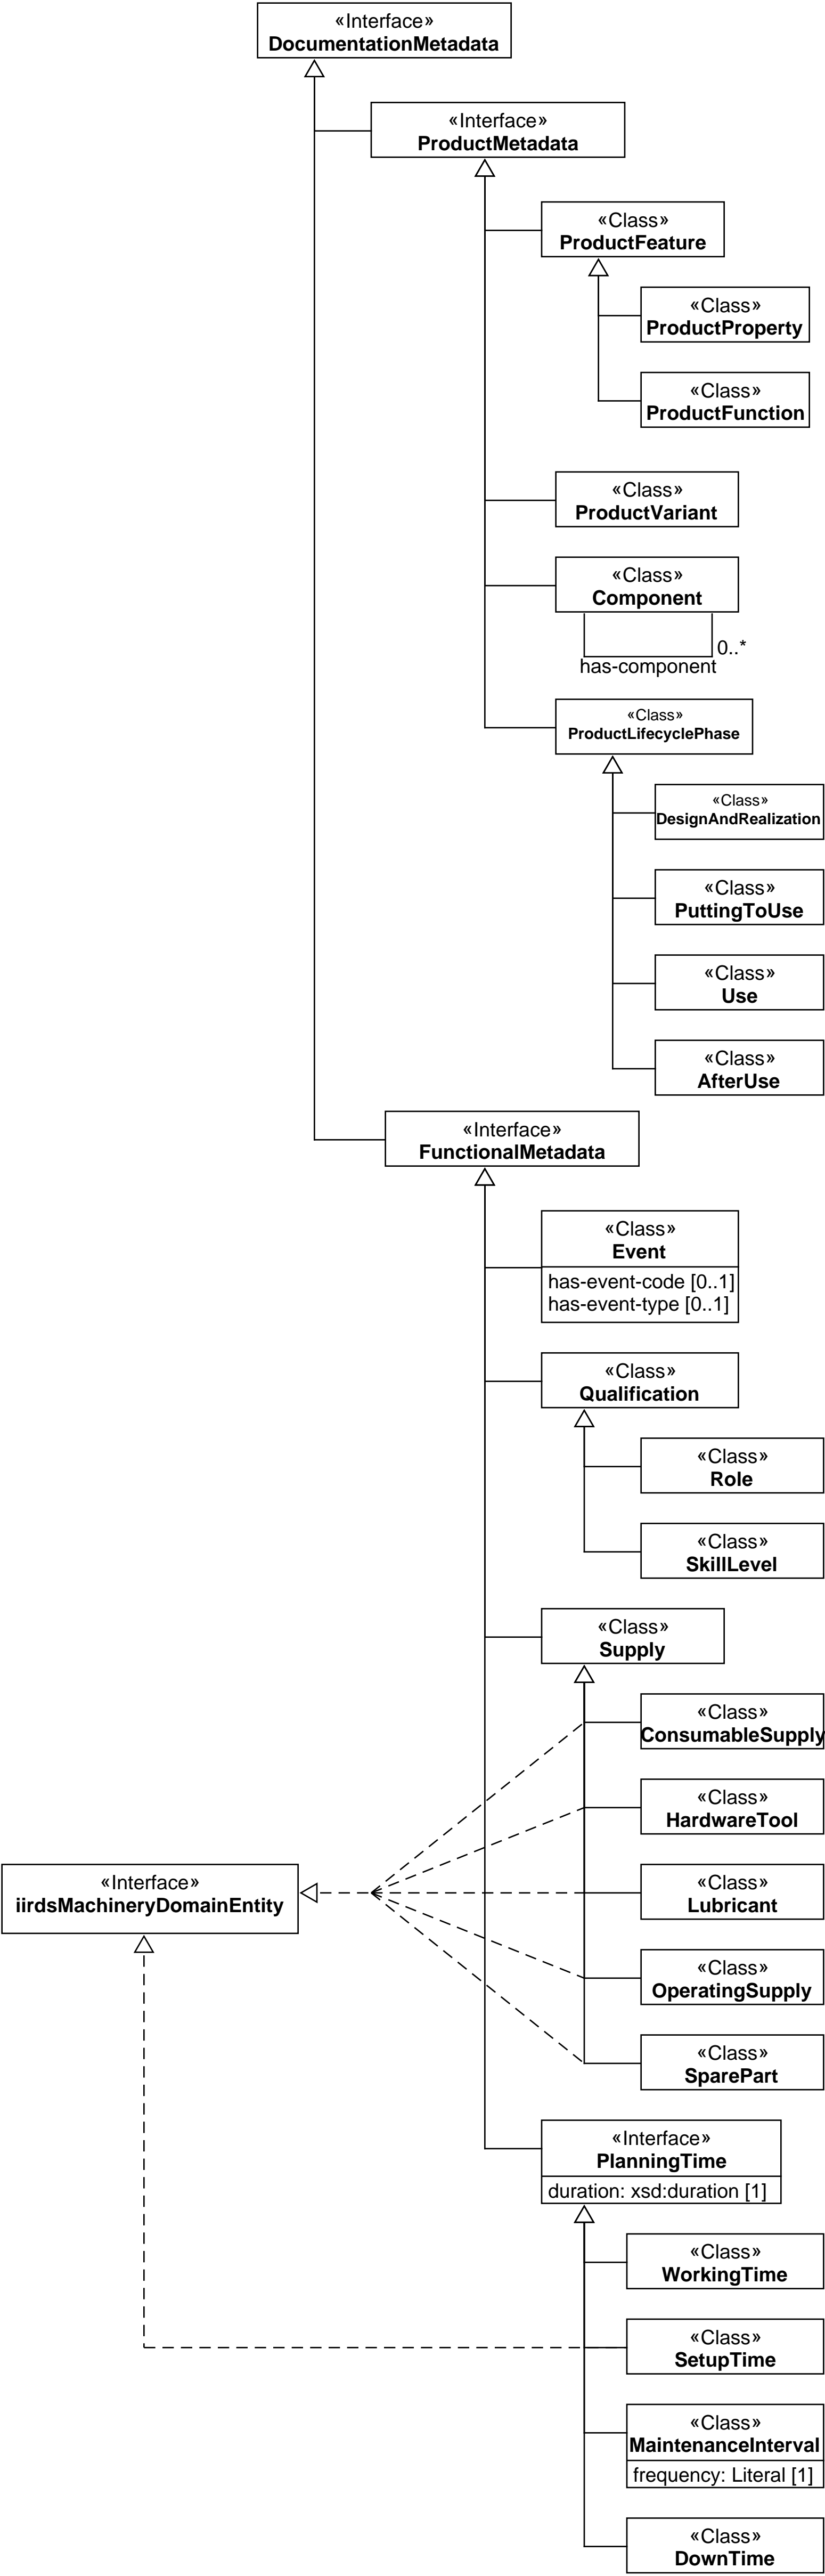 «Interface»
DocumentationMetadata
«Interface»
ProductMetadata
«Class»
ProductFeature
«Class»
ProductProperty
«Class»
ProductFunction
«Class»
ProductVariant
«Class»
Component
0..*
has-component
«Class»
ProductLifecyclePhase
«Class»
DesignAndRealization
«Class»
PuttingToUse
«Class»
Use
«Class»
AfterUse
«Interface»
FunctionalMetadata
«Class»
Event
has-event-code [0..1]
has-event-type [0..1]
«Class»
Qualification
«Class»
Role
«Class»
SkillLevel
«Class»
Supply
«Class»
ConsumableSupply
«Class»
HardwareTool
«Interface»
iirdsMachineryDomainEntity
«Class»
Lubricant
«Class»
OperatingSupply
«Class»
SparePart
«Interface»
PlanningTime
duration: xsd:duration [1]
«Class»
WorkingTime
«Class»
SetupTime
«Class»
MaintenanceInterval
frequency: Literal [1]
«Class»
DownTime